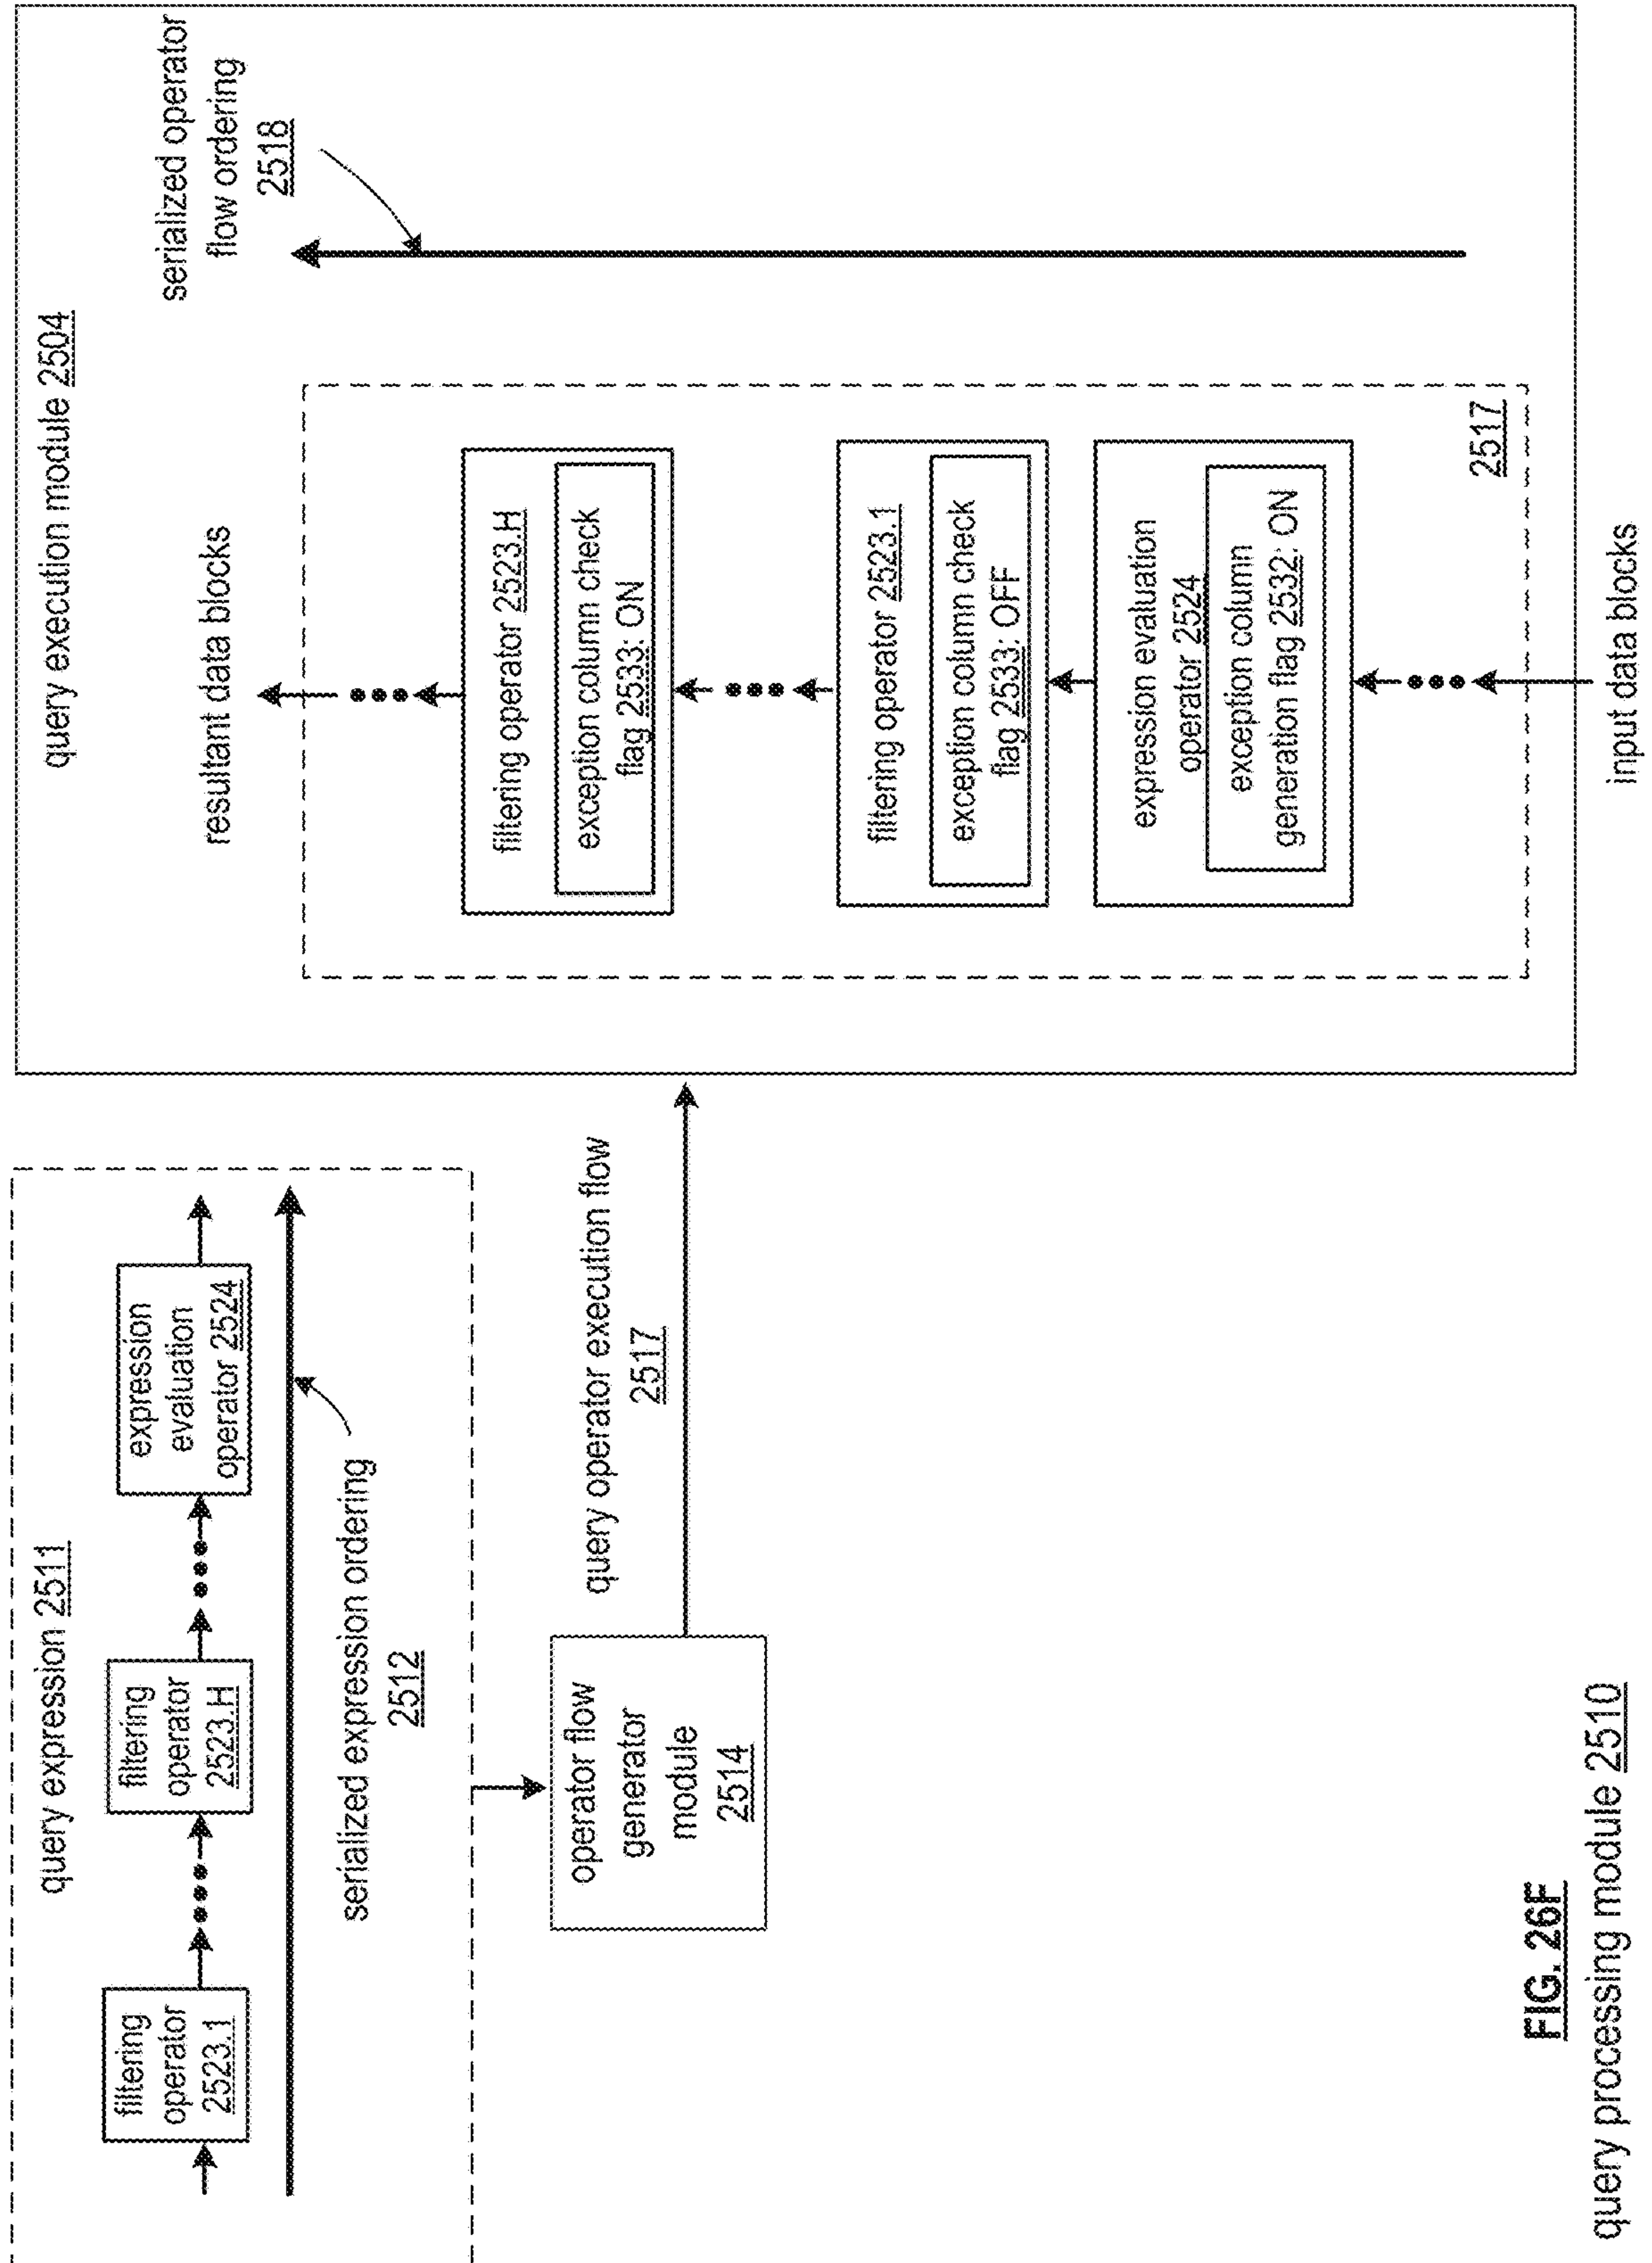 query expression 2511
filtering
operator
2523.1
filtering
operator
2523.H
expression
evaluation
operator 2524
serialized expression ordering
2512
operator flow
generator
module
2514
query operator execution flow
2517
query execution module 2504
resultant data blocks
serialized operator
flow ordering
2518
filtering operator 2523.H
exception column check
flag 2533: ON
filtering operator 2523.1
exception column check
flag 2533: OFF
expression evaluation
operator 2524
exception column
generation flag 2532: ON
2517
input data blocks
FIG. 26F
query processing module 2510